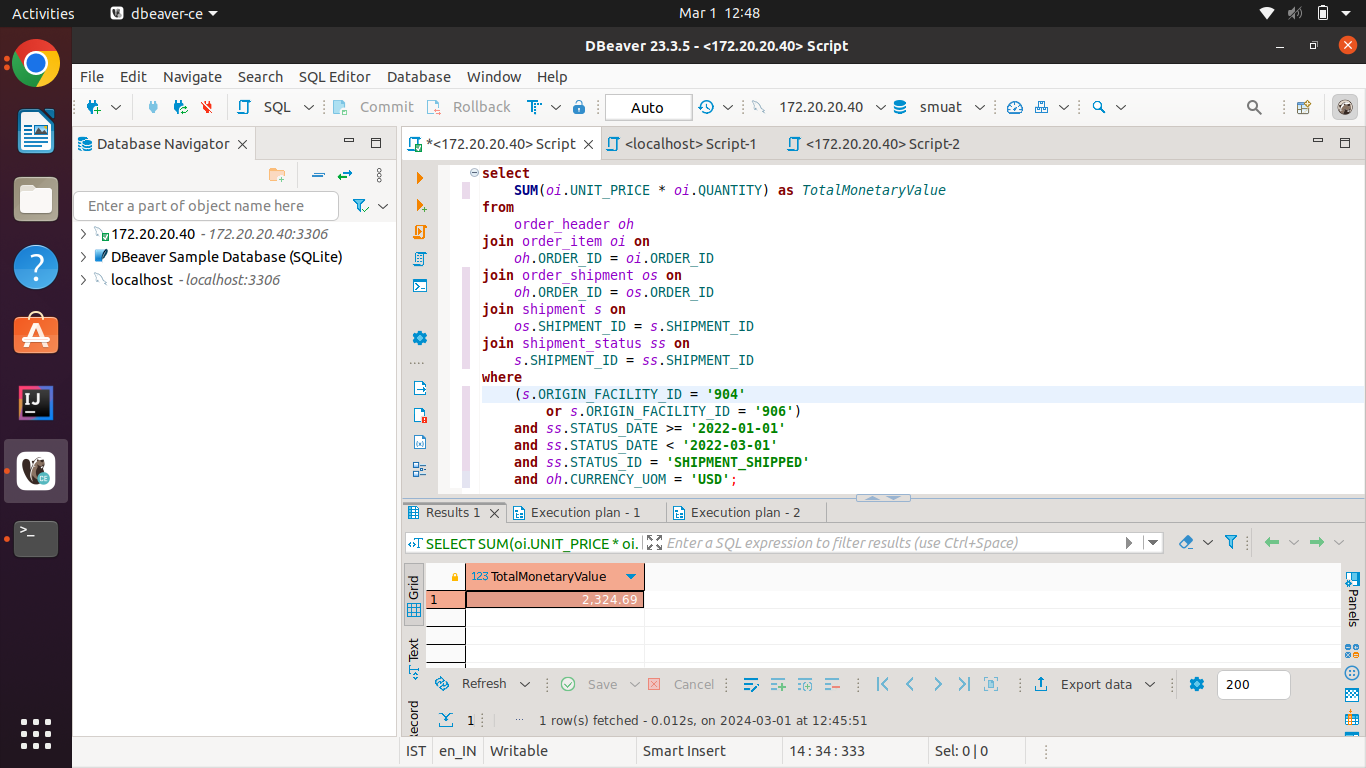 Activities dbeaver-ce Mar 1 12:48
DBeaver 23.3.5 - <172.20.20.40> Script
File Edit Navigate Search SQL Editor Database Window Help
SQL Commit Rollback Auto 172.20.20.40 smuat
Database Navigator
Enter a part of object name here
172.20.20.40 - 172.20.20.40:3306
DBeaver Sample Database (SQLite)
localhost - localhost:3306
*<172.20.20.40> Script <localhost> Script-1 <172.20.20.40> Script-2
select
SUM(oi.UNIT_PRICE * oi.QUANTITY) as TotalMonetaryValue
from
order_header oh
join order_item oi on
oh.ORDER_ID = oi.ORDER_ID
join order_shipment os on
oh.ORDER_ID = os.ORDER_ID
join shipment s on
os.SHIPMENT_ID = s.SHIPMENT_ID
join shipment_status ss on
s.SHIPMENT_ID = ss.SHIPMENT_ID
where
(s.ORIGIN_FACILITY_ID = '904'
or s.ORIGIN_FACILITY_ID = '906')
and ss.STATUS_DATE >= '2022-01-01'
and ss.STATUS_DATE < '2022-03-01'
and ss.STATUS_ID = 'SHIPMENT_SHIPPED'
and oh.CURRENCY_UOM = 'USD';
Results 1 Execution plan - 1 Execution plan - 2
SELECT SUM(oi.UNIT_PRICE * oi. Enter a SQL expression to filter results (use Ctrl+Space)
Grid
Text
ecord
123 TotalMonetaryValue
1 2,324.69
Panels
Refresh Save Cancel Export data 200
1 ··· 1 row(s) fetched - 0.012s, on 2024-03-01 at 12:45:51
IST en_IN Writable Smart Insert 14 : 34 : 333 Sel: 0 | 0
IJ
CE
>_